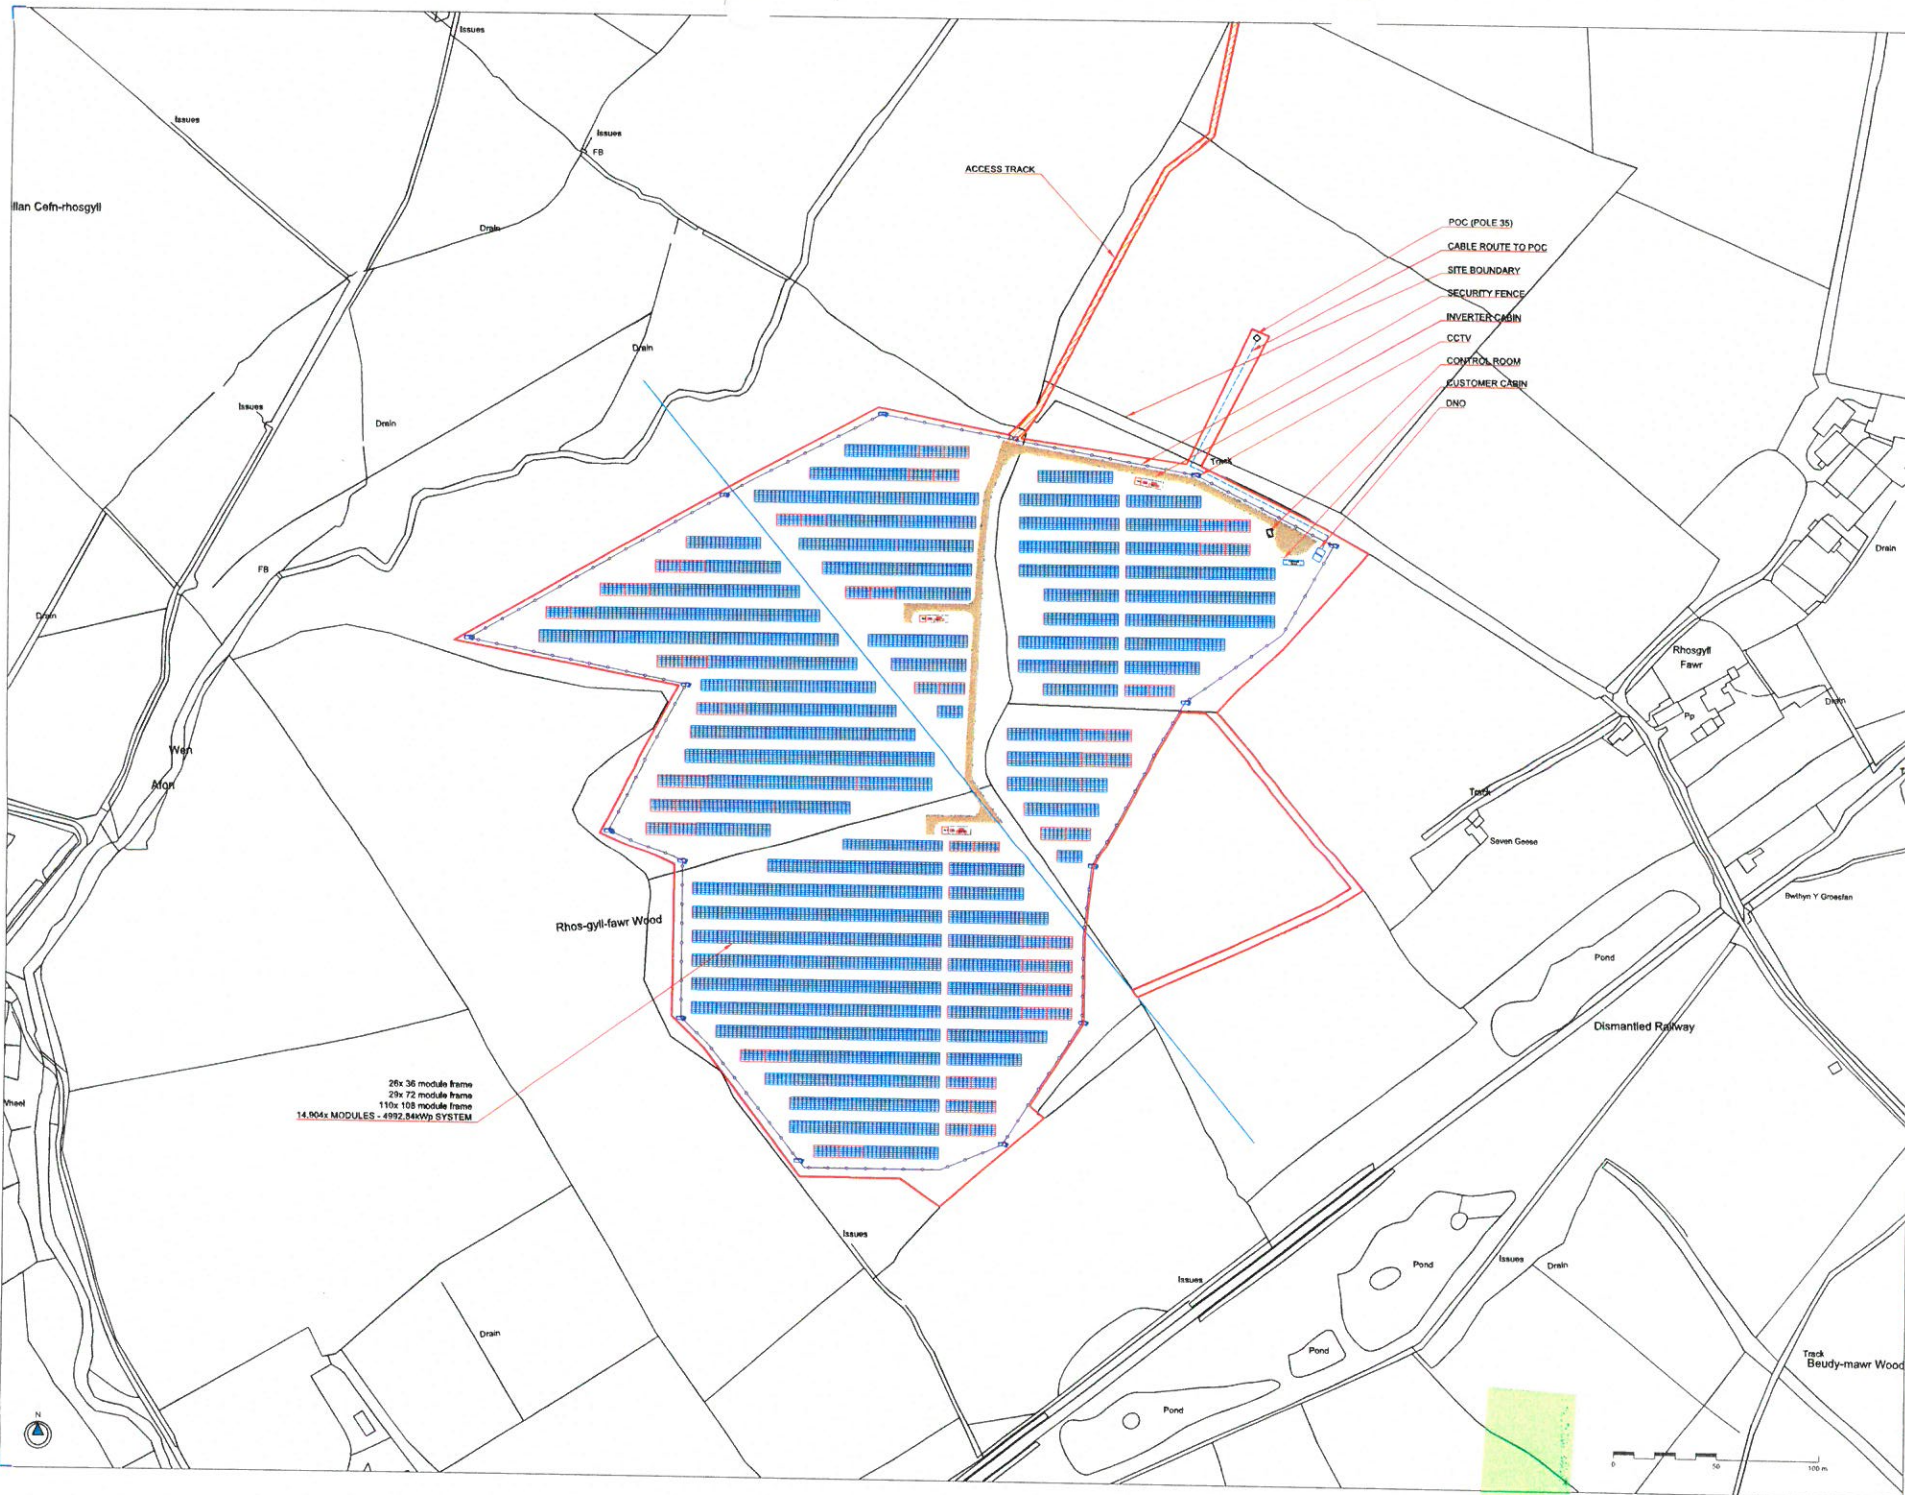 Issues
Issues
Issues
FB
ACCESS TRACK
llan Cefn-rhosgyll
Drain
POC (POLE 35)
CABLE ROUTE TO POC
SITE BOUNDARY
SECURITY FENCE
INVERTER CABIN
CCTV
CONTROL ROOM
CUSTOMER CABIN
DNO
Drain
Issues
Drain
Track
Drain
FB
Drain
Rhosgyll
Fawr
Drain
Pp
Wen
Afon
Track
Seven Geese
Bwthyn Y Groesfan
Rhos-gyll-fawr Wood
Pond
Dismantled Railway
26x 36 module frame
29x 72 module frame
110x 108 module frame
14,904x MODULES - 4992.84kWp SYSTEM
Wheel
Issues
Issues
Pond
Issues
Drain
Drain
Pond
Track
Beudy-mawr Wood
Pond
N
0
50
100 m